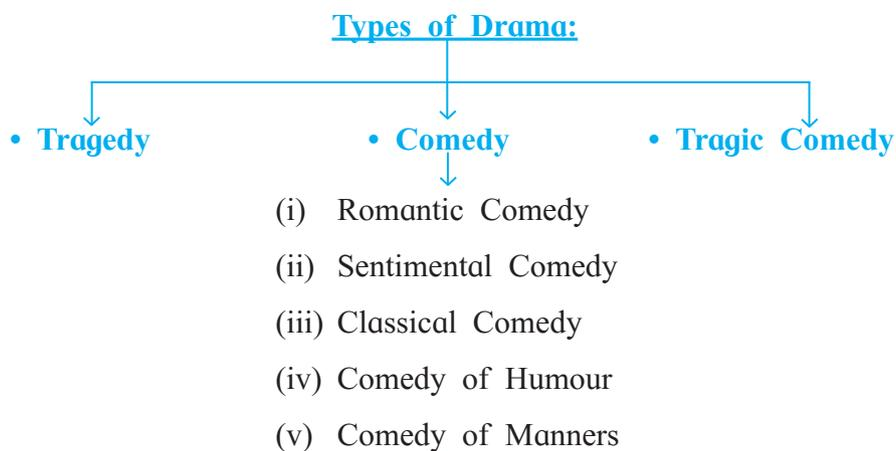 Types of Drama:
• Tragedy • Comedy • Tragic Comedy
(i) Romantic Comedy
(ii) Sentimental Comedy
(iii) Classical Comedy
(iv) Comedy of Humour
(v) Comedy of Manners